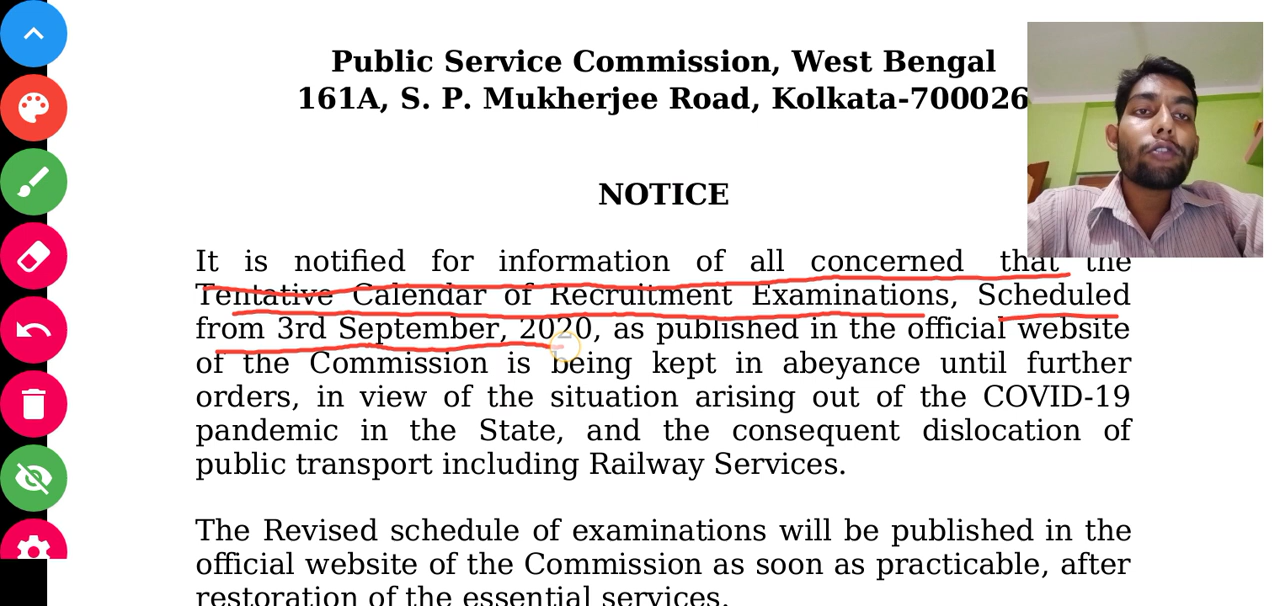 Public Service Commission, West Bengal
161A, S. P. Mukherjee Road, Kolkata-700026
NOTICE
It is notified for information of all concerned that the
Tentative Calendar of Recruitment Examinations, Scheduled
from 3rd September, 2020, as published in the official website
of the Commission is being kept in abeyance until further
orders, in view of the situation arising out of the COVID-19
pandemic in the State, and the consequent dislocation of
public transport including Railway Services.
The Revised schedule of examinations will be published in the
official website of the Commission as soon as practicable, after
restoration of the essential services.